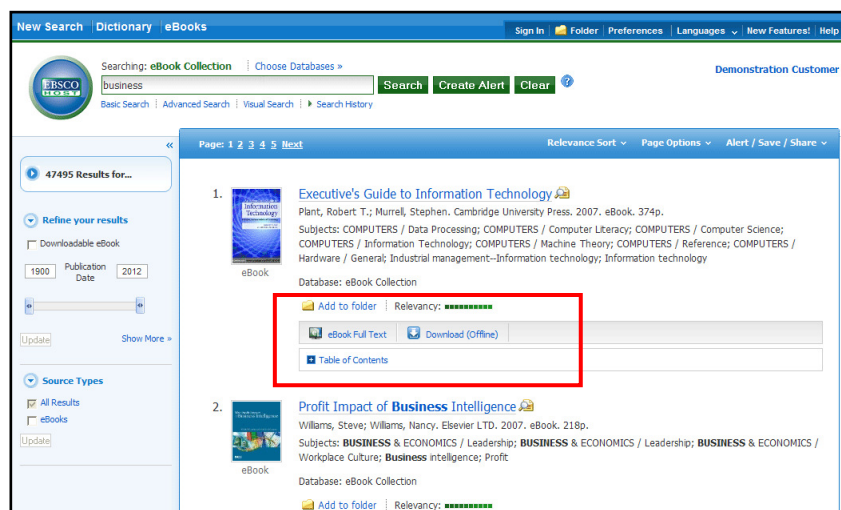 New Search Dictionary eBooks
Sign In Folder Preferences Languages New Features! Help
Searching: eBook Collection Choose Databases »
Demonstration Customer
EBSCO
HOST
business
Search Create Alert Clear ?
Basic Search Advanced Search Visual Search Search History
«
Page: 1 2 3 4 5 Next
Relevance Sort Page Options Alert / Save / Share
47495 Results for...
Refine your results
Downloadable eBook
1900 Publication Date 2012
Update
Show More »
Source Types
All Results
eBooks
Update
1.
Information
Technology
eBook
Executive's Guide to Information Technology
Plant, Robert T.; Murrell, Stephen. Cambridge University Press. 2007. eBook. 374p.
Subjects: COMPUTERS / Data Processing; COMPUTERS / Computer Literacy; COMPUTERS / Computer Science;
COMPUTERS / Information Technology; COMPUTERS / Machine Theory; COMPUTERS / Reference; COMPUTERS /
Hardware / General; Industrial management--Information technology; Information technology
Database: eBook Collection
Add to folder Relevancy:
eBook Full Text Download (Offline)
Table of Contents
2.
eBook
Profit Impact of Business Intelligence
Williams, Steve; Williams, Nancy. Elsevier LTD. 2007. eBook. 218p.
Subjects: BUSINESS & ECONOMICS / Leadership; BUSINESS & ECONOMICS / Leadership; BUSINESS & ECONOMICS /
Workplace Culture; Business intelligence; Profit
Database: eBook Collection
Add to folder Relevancy: